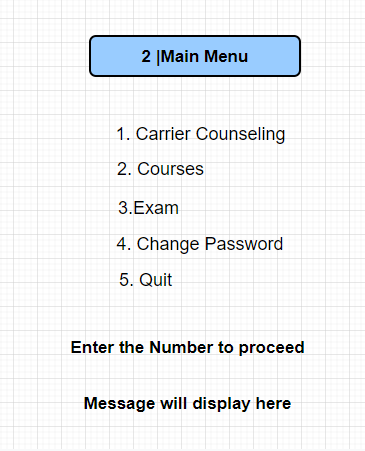 2 |Main Menu
1. Carrier Counseling
2. Courses
3.Exam
4. Change Password
5. Quit
Enter the Number to proceed
Message will display here